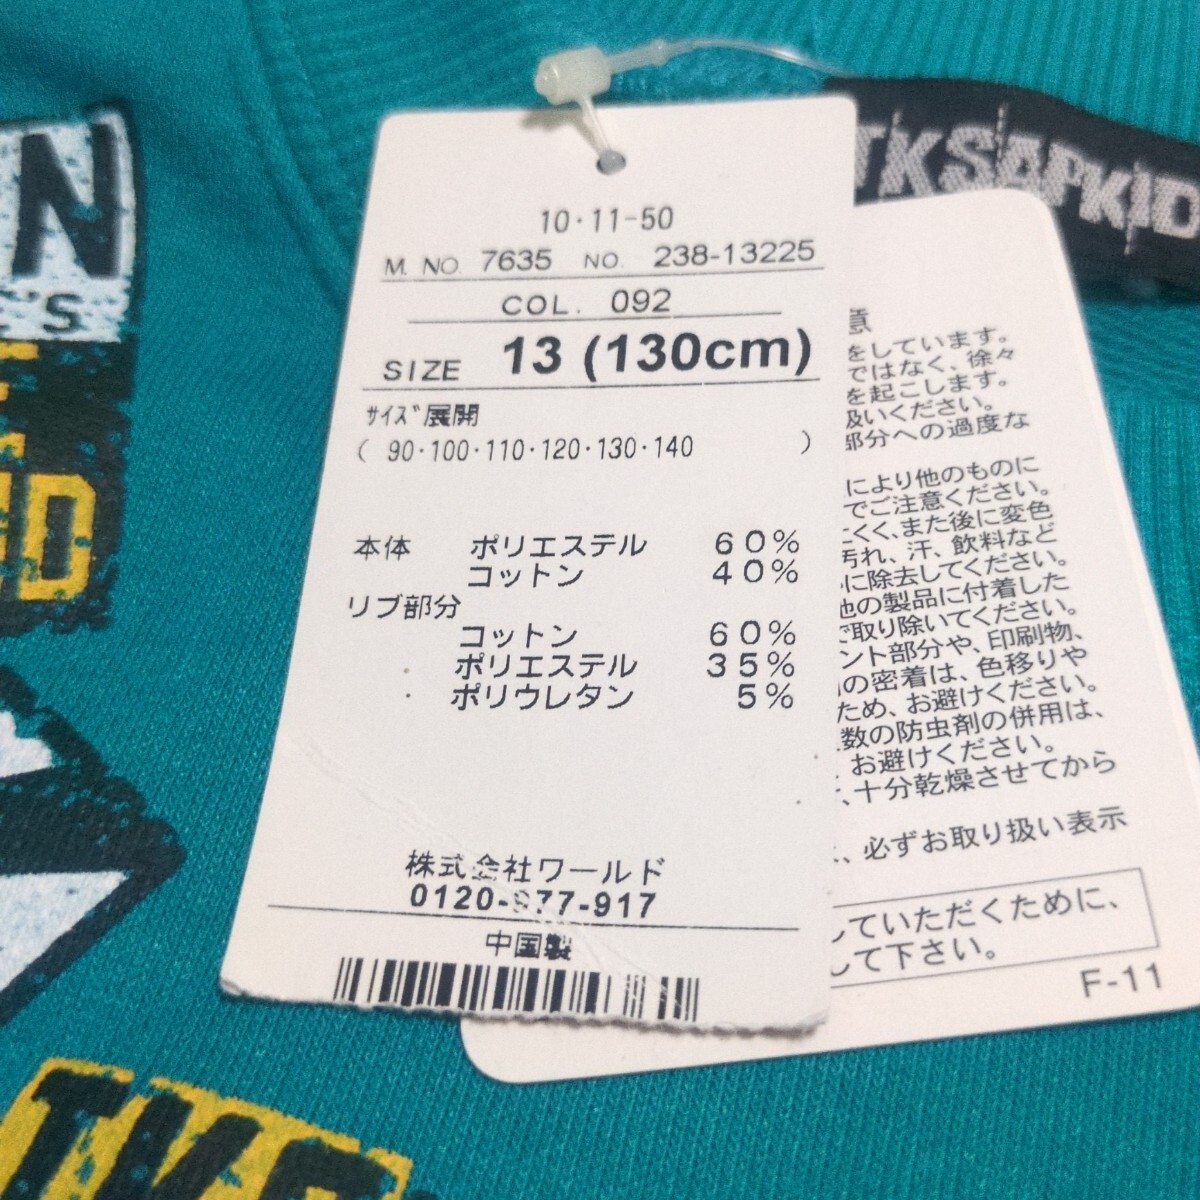 N
'S
D
TKSAPKID
10・11-50
M. NO. 7635 NO. 238-13225
COL. 092
SIZE 13 (130cm)
サイズ展開
( 90・100・110・120・130・140 )
本体 ポリエステル 60%
コットン 40%
リブ部分
コットン 60%
ポリエステル 35%
ポリウレタン 5%
株式会社ワールド
0120-977-917
中国製
意
をしています。
ではなく、徐々
を起こします。
扱いください。
部分への過度な
により他のものに
でご注意ください。
にくく、また後に変色
汚れ、汗、飲料など
に除去してください。
他の製品に付着した
で取り除いてください。
ント部分や、印刷物、
の密着は、色移りや
ため、お避けください。
数の防虫剤の併用は、
お避けください。
、十分乾燥させてから
、必ずお取り扱い表示
していただくために、
して下さい。
F-11